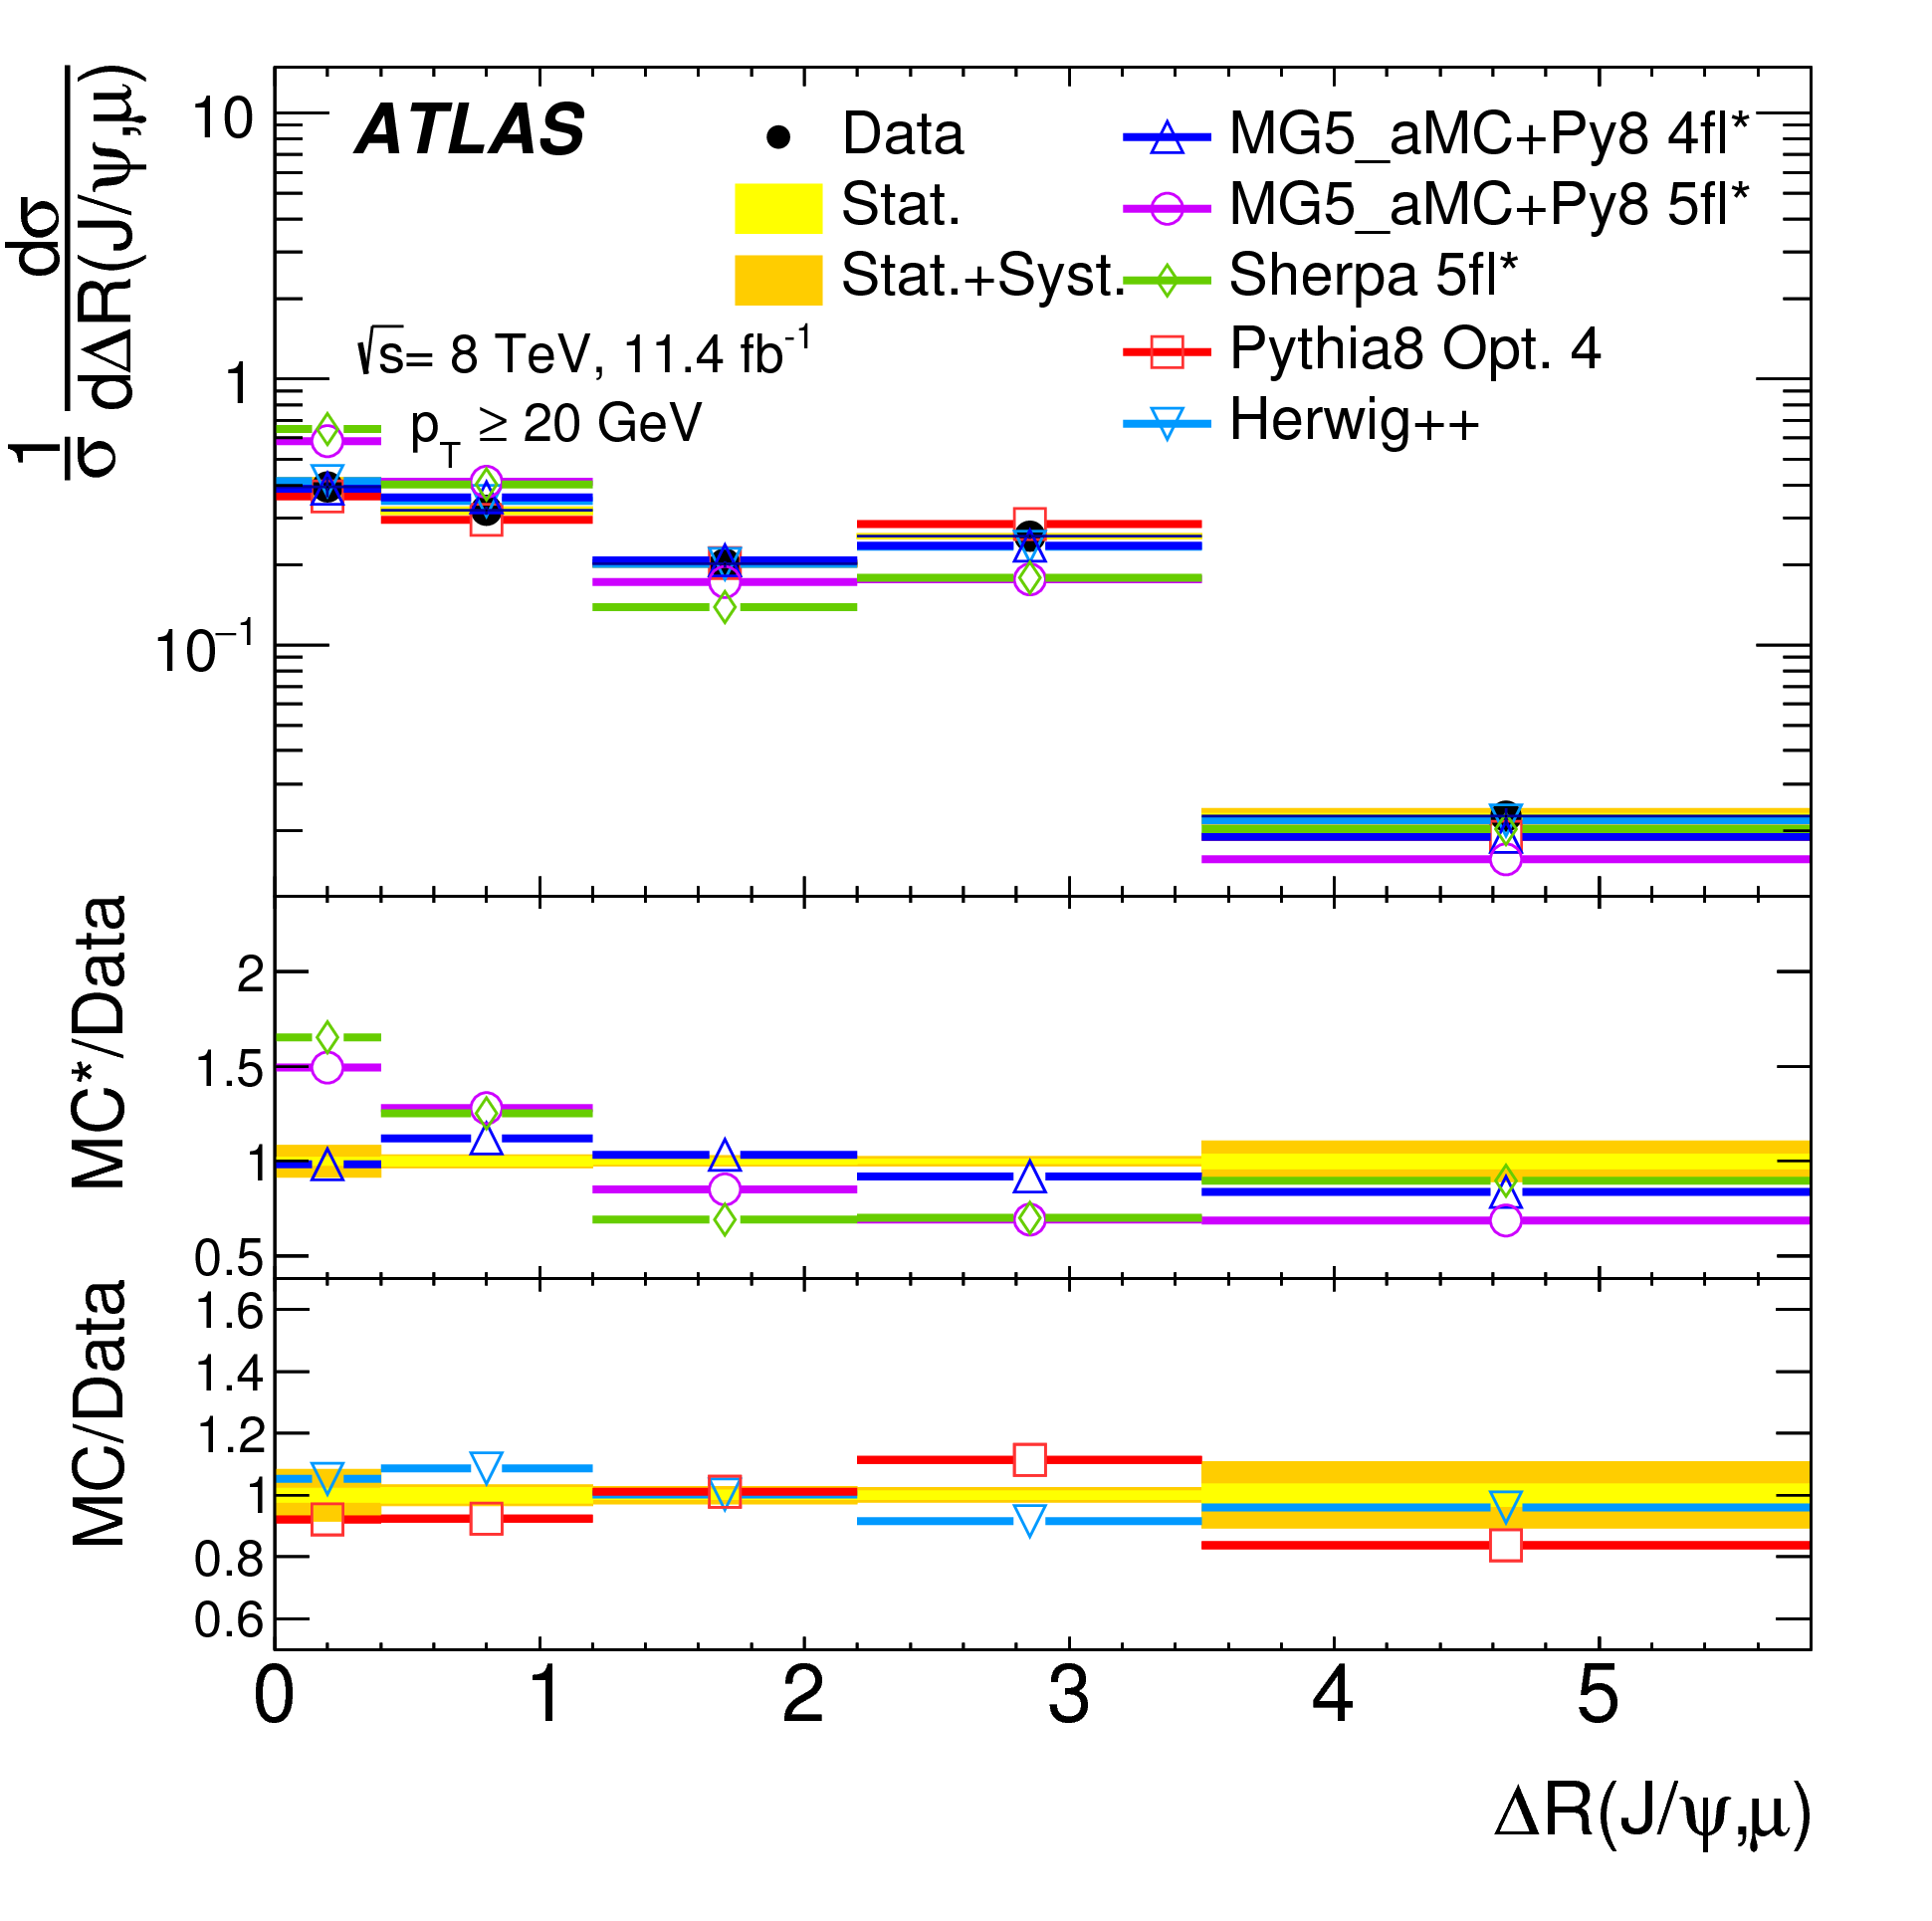 1/σ dσ/dΔR(J/ψ,μ)
10
1
10⁻¹
ATLAS
Data
Stat.
Stat.+Syst.
MG5_aMC+Py8 4fl*
MG5_aMC+Py8 5fl*
Sherpa 5fl*
Pythia8 Opt. 4
Herwig++
√s= 8 TeV, 11.4 fb⁻¹
p_T ≥ 20 GeV
MC*/Data
2
1.5
1
0.5
MC/Data
1.6
1.4
1.2
1
0.8
0.6
0 1 2 3 4 5
ΔR(J/ψ,μ)